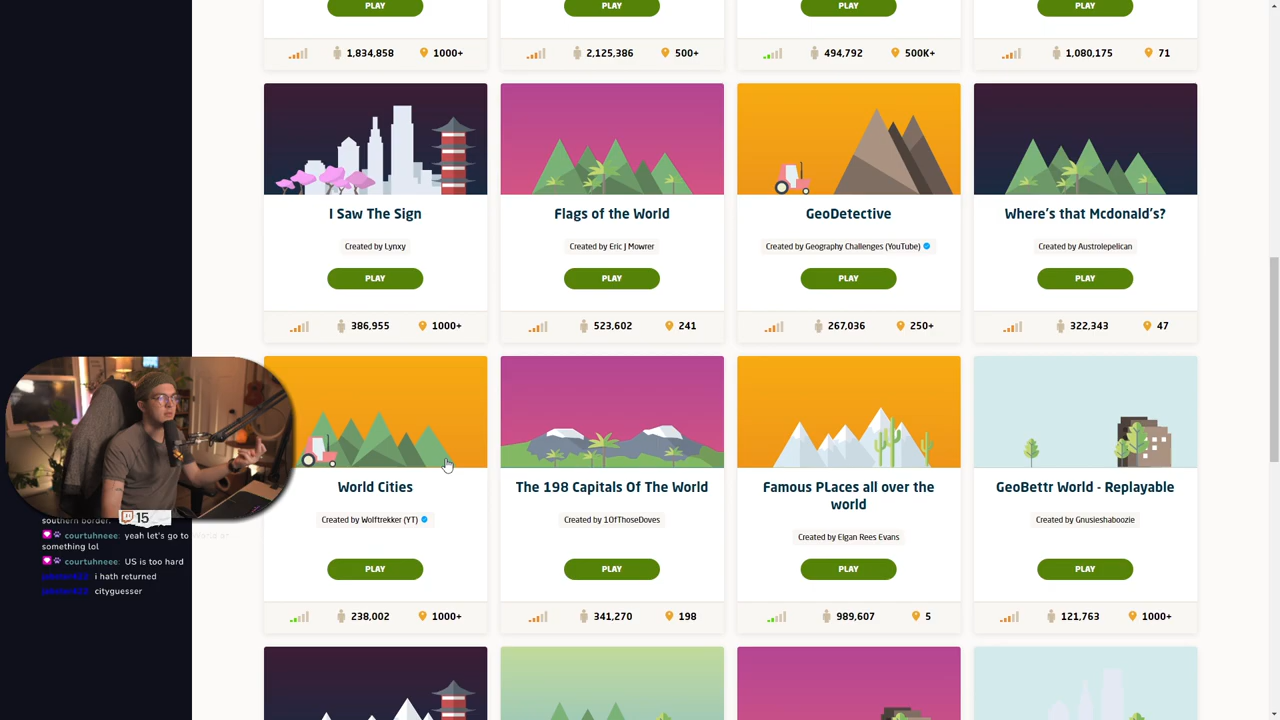 PLAY
PLAY
PLAY
PLAY
1,834,858 1000+
2,125,386 500+
494,792 500K+
1,080,175 71
I Saw The Sign
Created by Lynxy
PLAY
386,955 1000+
Flags of the World
Created by Eric J Mowrer
PLAY
523,602 241
GeoDetective
Created by Geography Challenges (YouTube)
PLAY
267,036 250+
Where's that Mcdonald's?
Created by Austrolepelican
PLAY
322,343 47
World Cities
Created by Wolftrekker (YT)
PLAY
238,002 1000+
The 198 Capitals Of The World
Created by 1OfThoseDoves
PLAY
341,270 198
Famous PLaces all over the
world
Created by Elgan Rees Evans
PLAY
989,607 5
GeoBettr World - Replayable
Created by Gnusieshaboozie
PLAY
121,763 1000+
15
southern border.
courtuhneee: yeah let's go to
something lol
courtuhneee: US is too hard
i hath returned
cityguesser